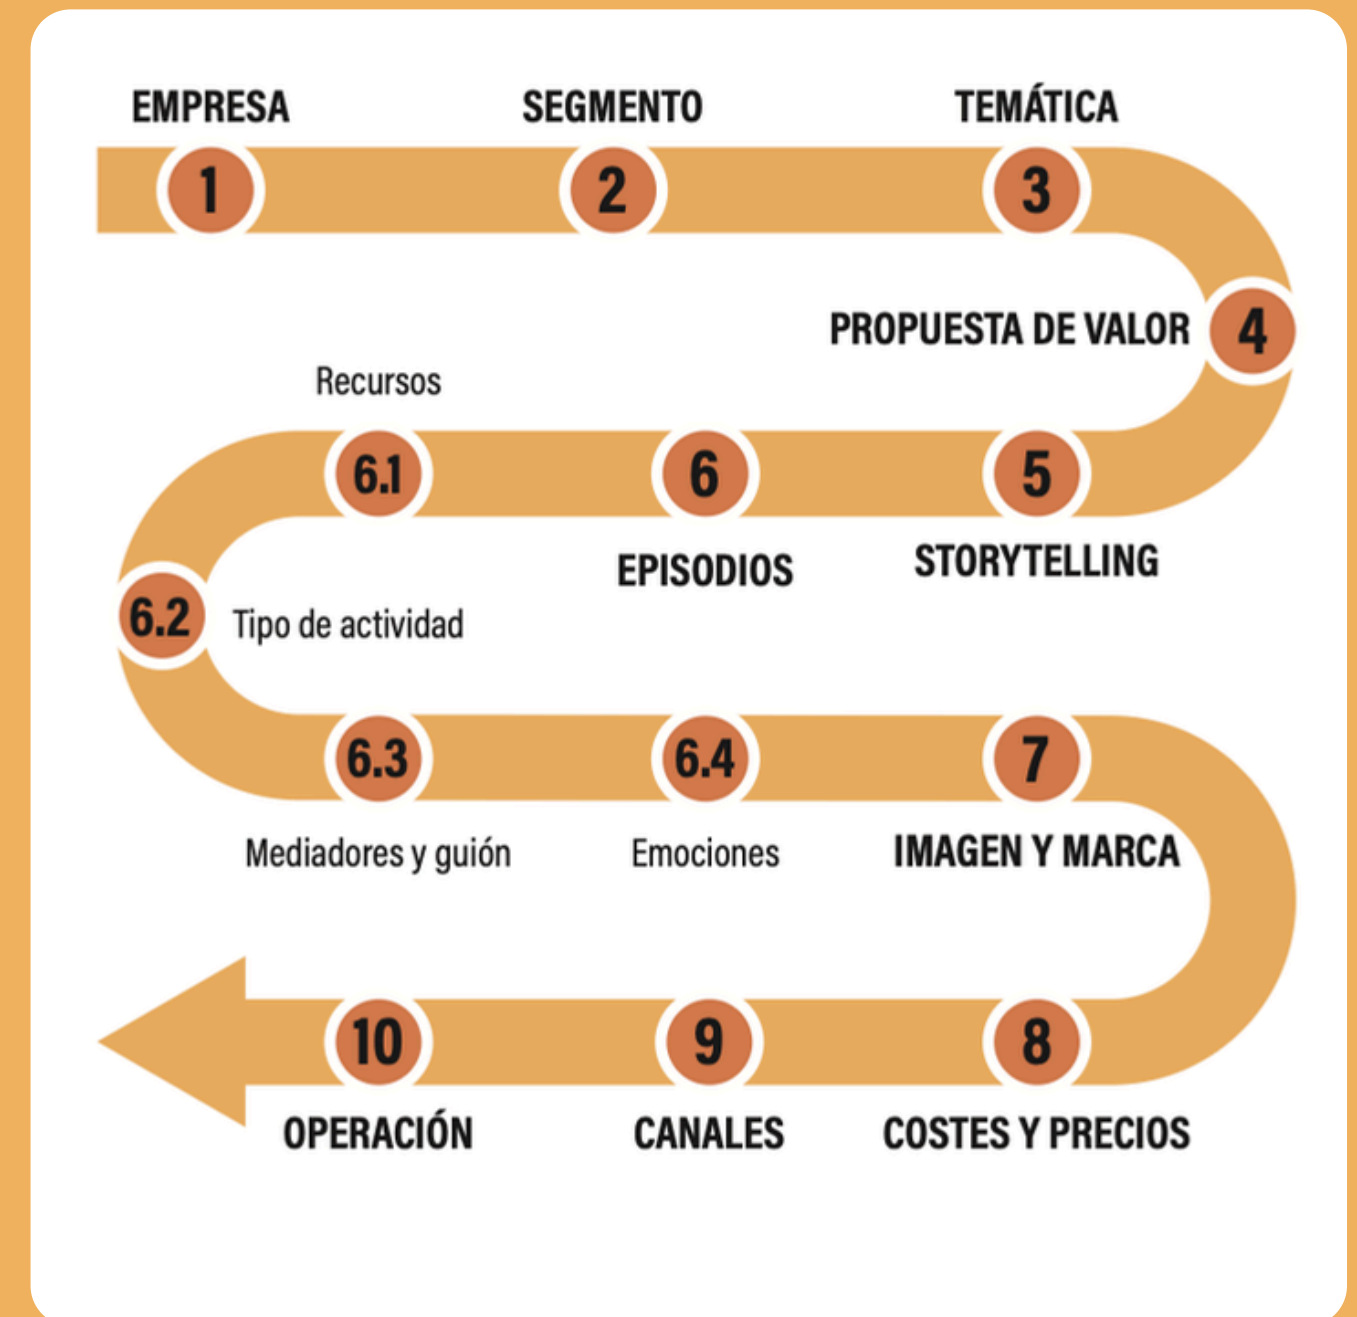 EMPRESA
1
SEGMENTO
2
TEMÁTICA
3
PROPUESTA DE VALOR
4
STORYTELLING
5
EPISODIOS
6
Recursos
6.1
Tipo de actividad
6.2
Mediadores y guión
6.3
Emociones
6.4
IMAGEN Y MARCA
7
COSTES Y PRECIOS
8
CANALES
9
OPERACIÓN
10